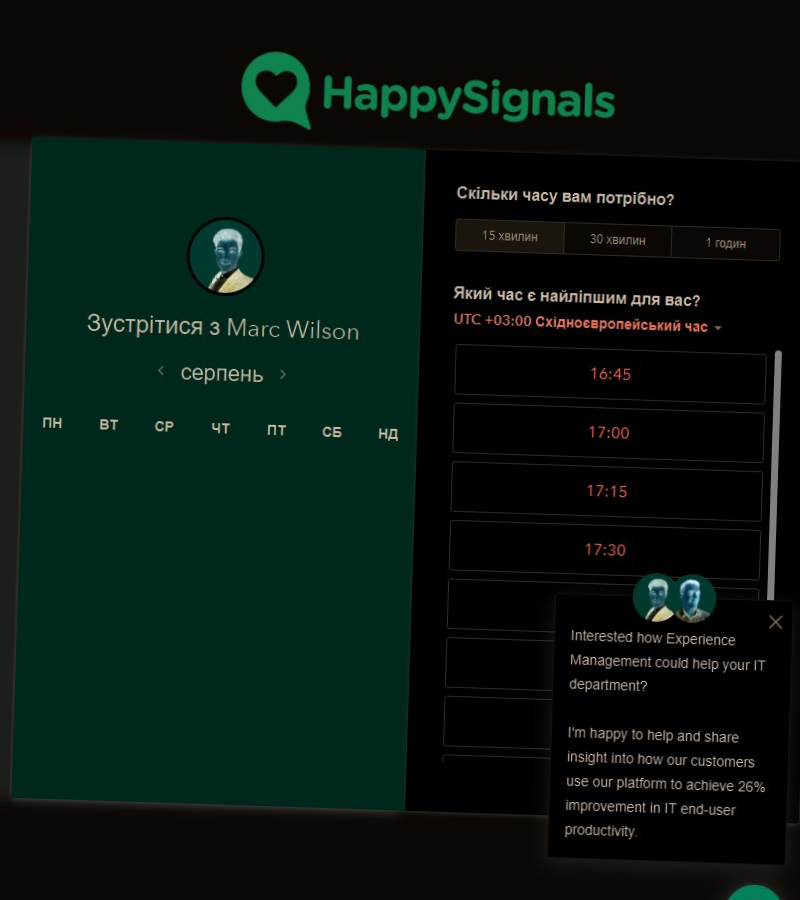 HappySignals
Зустрітися з Marc Wilson
серпень
ПН ВТ СР ЧТ ПТ СБ НД
Скільки часу вам потрібно?
15 хвилин 30 хвилин 1 годин
Який час є найліпшим для вас?
UTC +03:00 Східноєвропейський час
16:45
17:00
17:15
17:30
Interested how Experience
Management could help your IT
department?
I'm happy to help and share
insight into how our customers
use our platform to achieve 26%
improvement in IT end-user
productivity.